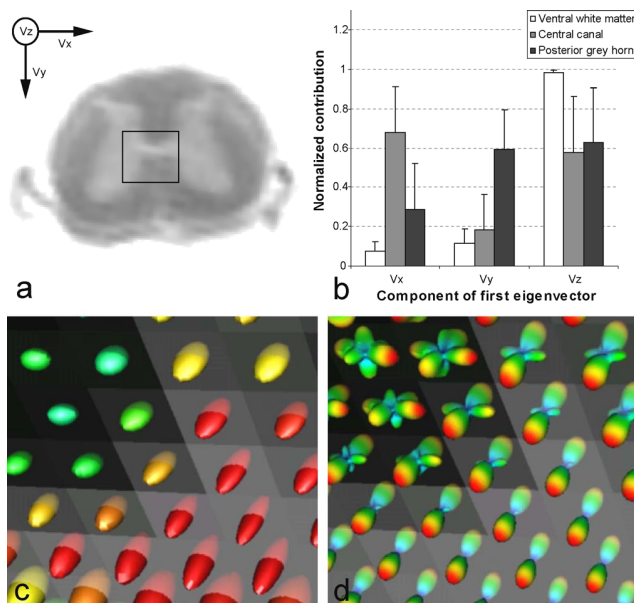 Vz
Vx
Vy
a
Normalized contribution
1.2
1
0.8
0.6
0.4
0.2
0
Ventral white matter
Central canal
Posterior grey horn
Vx
Vy
Vz
b
Component of first eigenvector
c
d